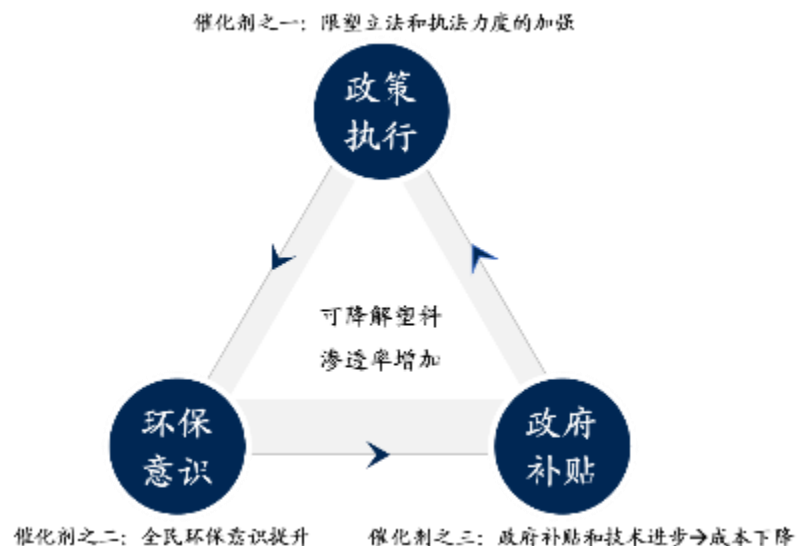 催化剂之一：限塑立法和执法力度的加强
政策
执行
可降解塑料
渗透率增加
环保
意识
政府
补贴
催化剂之二：全民环保意识提升
催化剂之三：政府补贴和技术进步→成本下降